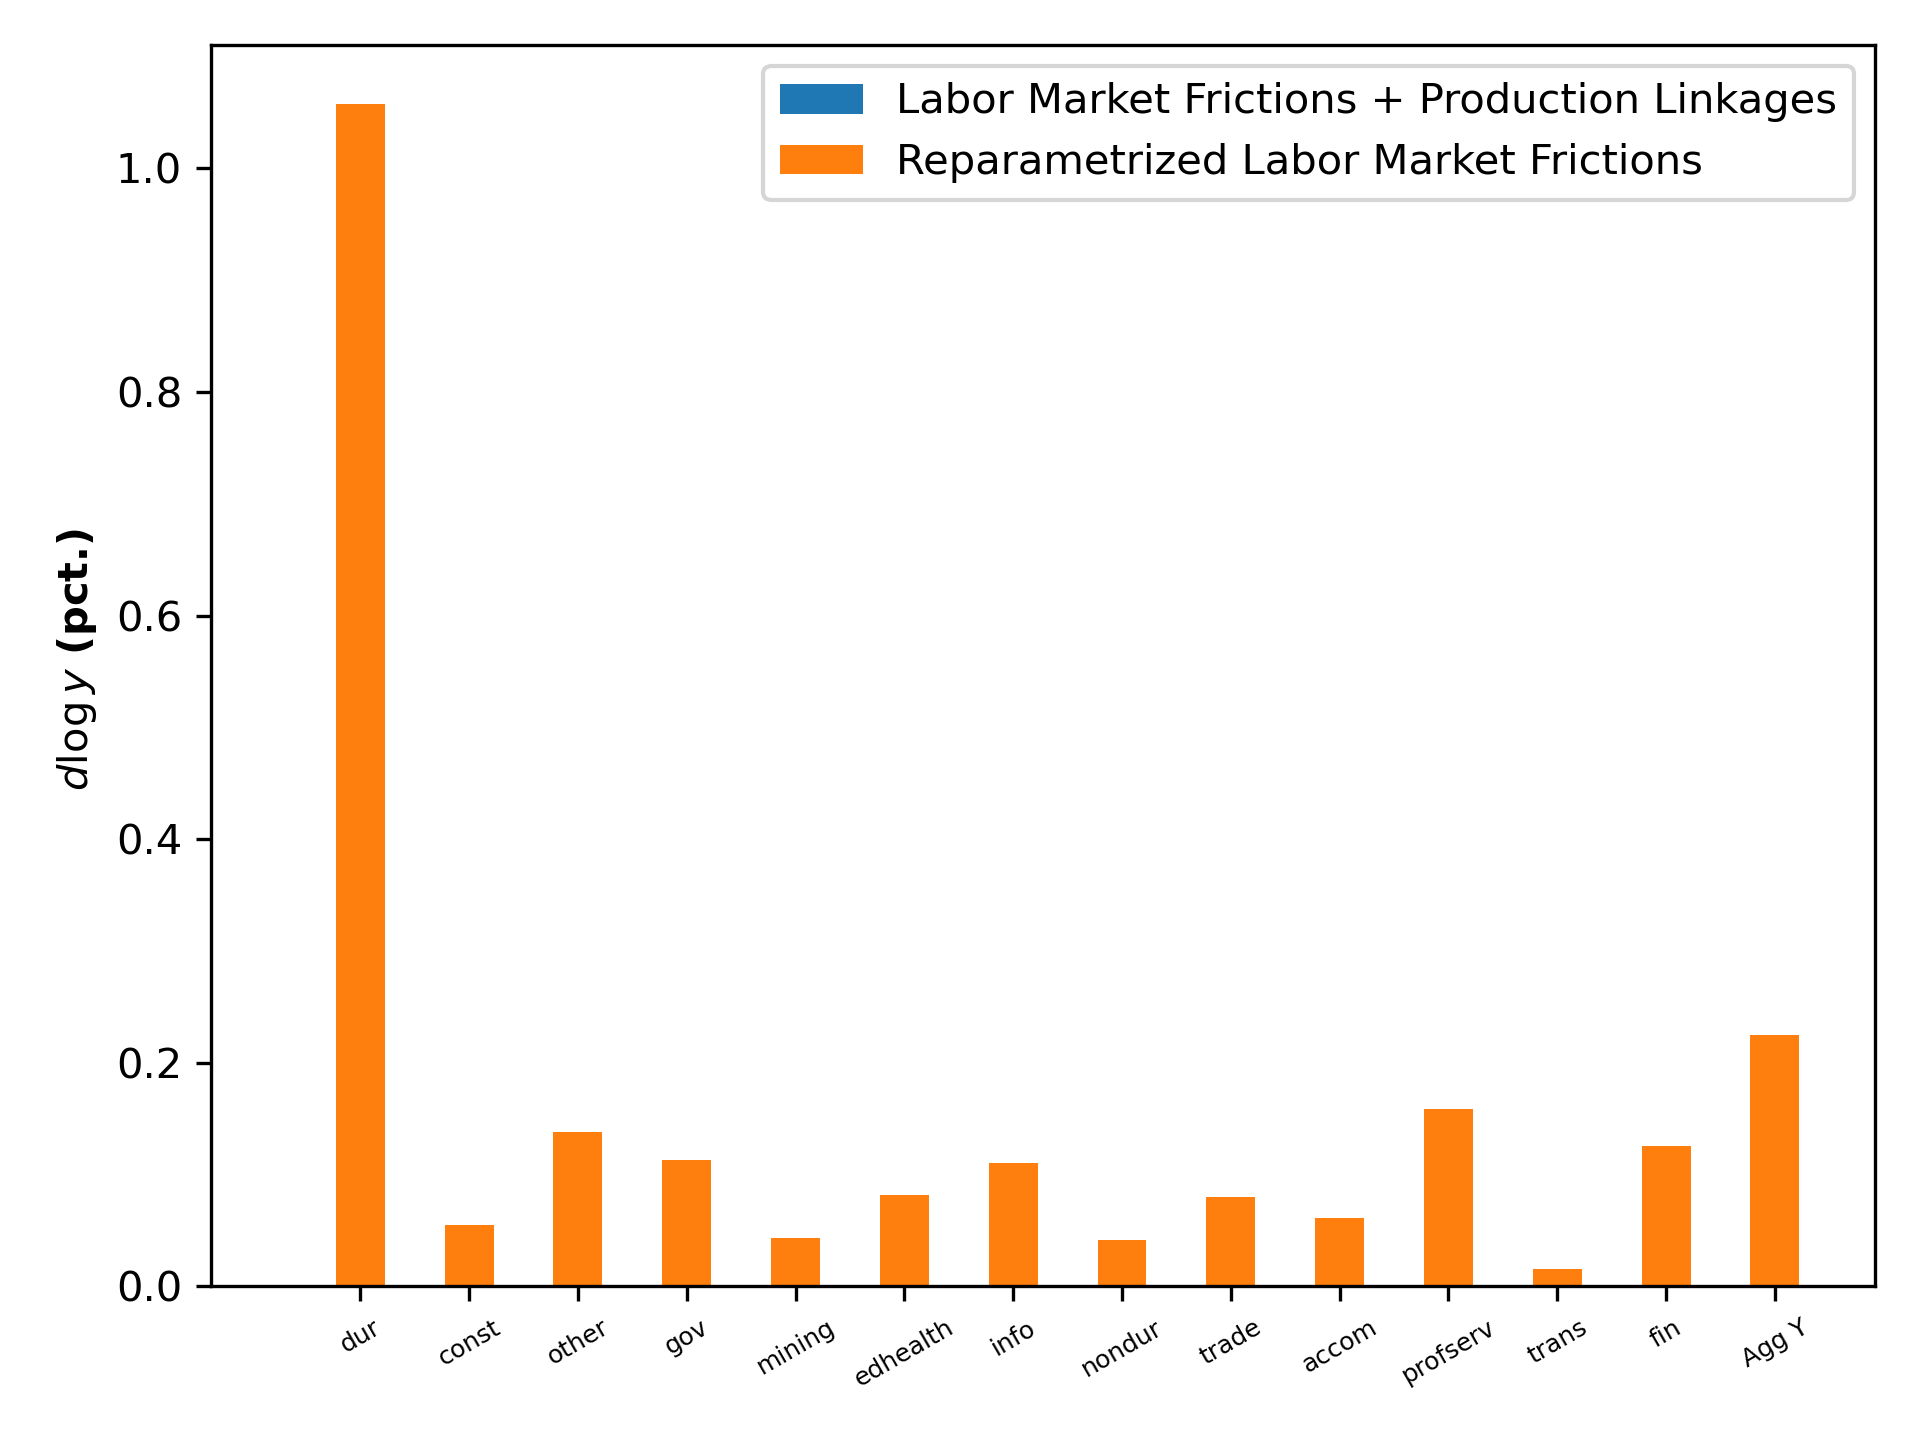 Labor Market Frictions + Production Linkages
Reparametrized Labor Market Frictions
d log y (pct.)
1.0
0.8
0.6
0.4
0.2
0.0
dur
const
other
gov
mining
edhealth
info
nondur
trade
accom
profserv
trans
fin
Agg Y